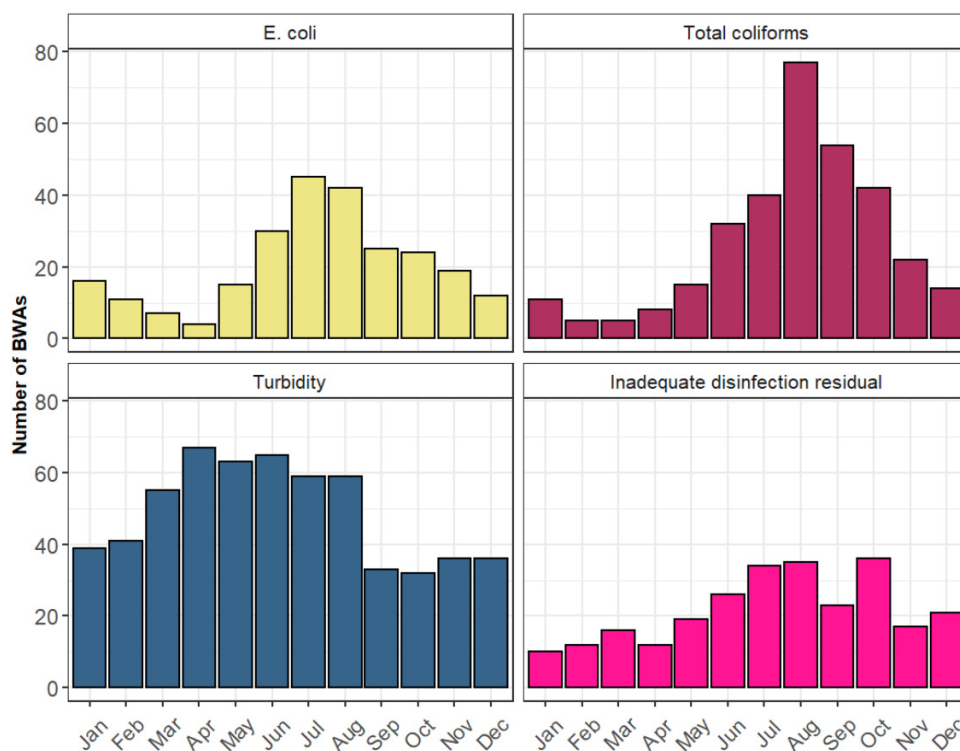 E. coli
Total coliforms
80
60
40
20
0
Turbidity
Inadequate disinfection residual
80
60
40
20
0
Number of BWAs
Jan Feb Mar Apr May Jun Jul Aug Sep Oct Nov Dec
Jan Feb Mar Apr May Jun Jul Aug Sep Oct Nov Dec